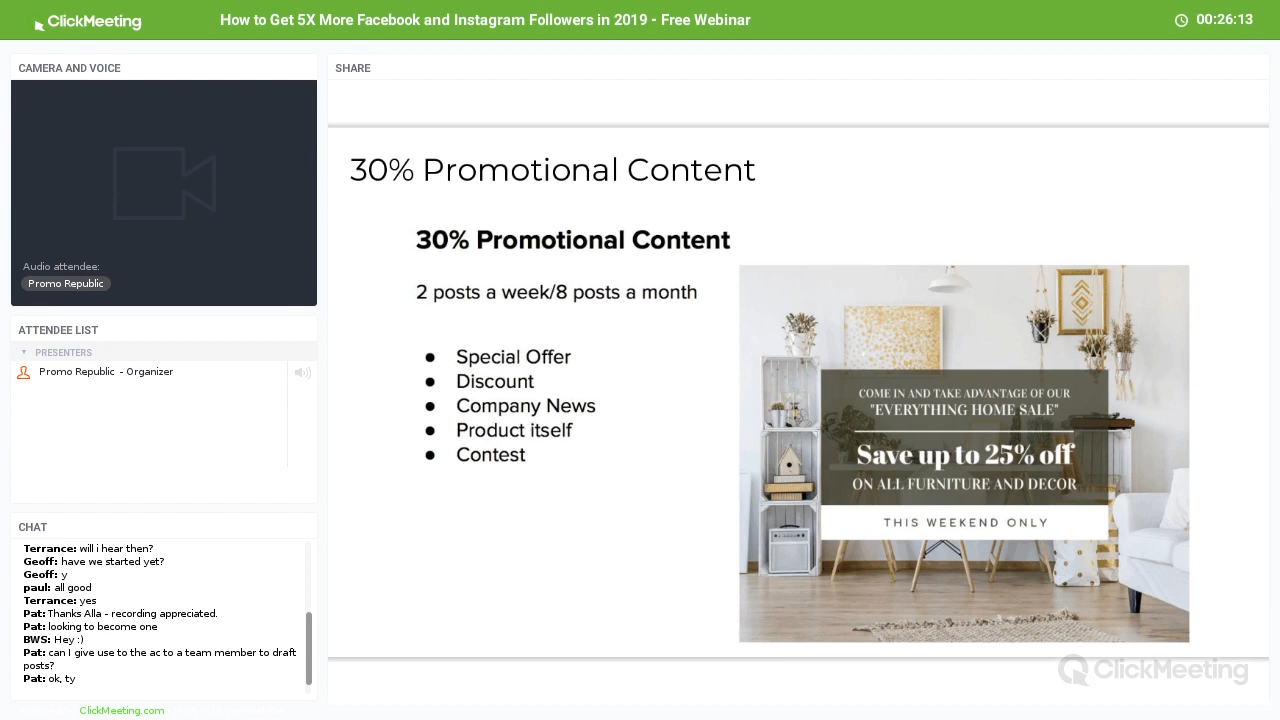 ClickMeeting
How to Get 5X More Facebook and Instagram Followers in 2019 - Free Webinar
00:26:13
CAMERA AND VOICE
Audio attendee:
Promo Republic
ATTENDEE LIST
PRESENTERS
Promo Republic - Organizer
CHAT
Terrance: will i hear then?
Geoff: have we started yet?
Geoff: y
paul: all good
Terrance: yes
Pat: Thanks Alla - recording appreciated.
Pat: looking to become one
BWS: Hey :)
Pat: can I give use to the ac to a team member to draft
posts?
Pat: ok, ty
ClickMeeting.com
SHARE
30% Promotional Content
30% Promotional Content
2 posts a week/8 posts a month
● Special Offer
● Discount
● Company News
● Product itself
● Contest
COME IN AND TAKE ADVANTAGE OF OUR
"EVERYTHING HOME SALE"
Save up to 25% off
ON ALL FURNITURE AND DECOR
THIS WEEKEND ONLY
ClickMeeting